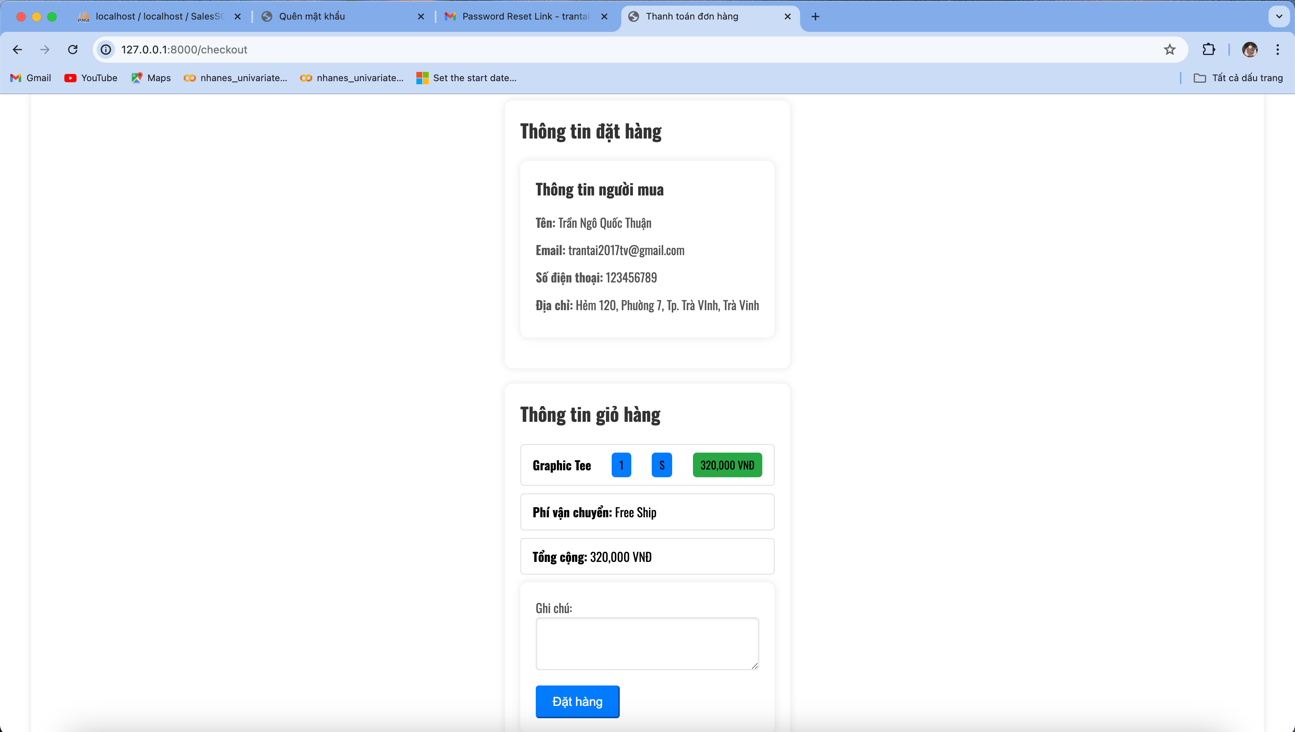 localhost / localhost / SalesSC
Quên mật khẩu
Password Reset Link - trantai
Thanh toán đơn hàng
127.0.0.1:8000/checkout
Gmail
YouTube
Maps
nhanes_univariate...
nhanes_univariate...
Set the start date...
Tất cả dấu trang
Thông tin đặt hàng
Thông tin người mua
Tên: Trần Ngô Quốc Thuận
Email: trantai2017tv@gmail.com
Số điện thoại: 123456789
Địa chỉ: Hẻm 120, Phường 7, Tp. Trà VInh, Trà Vinh
Thông tin giỏ hàng
Graphic Tee 1 S 320,000 VNĐ
Phí vận chuyển: Free Ship
Tổng cộng: 320,000 VNĐ
Ghi chú:
Đặt hàng